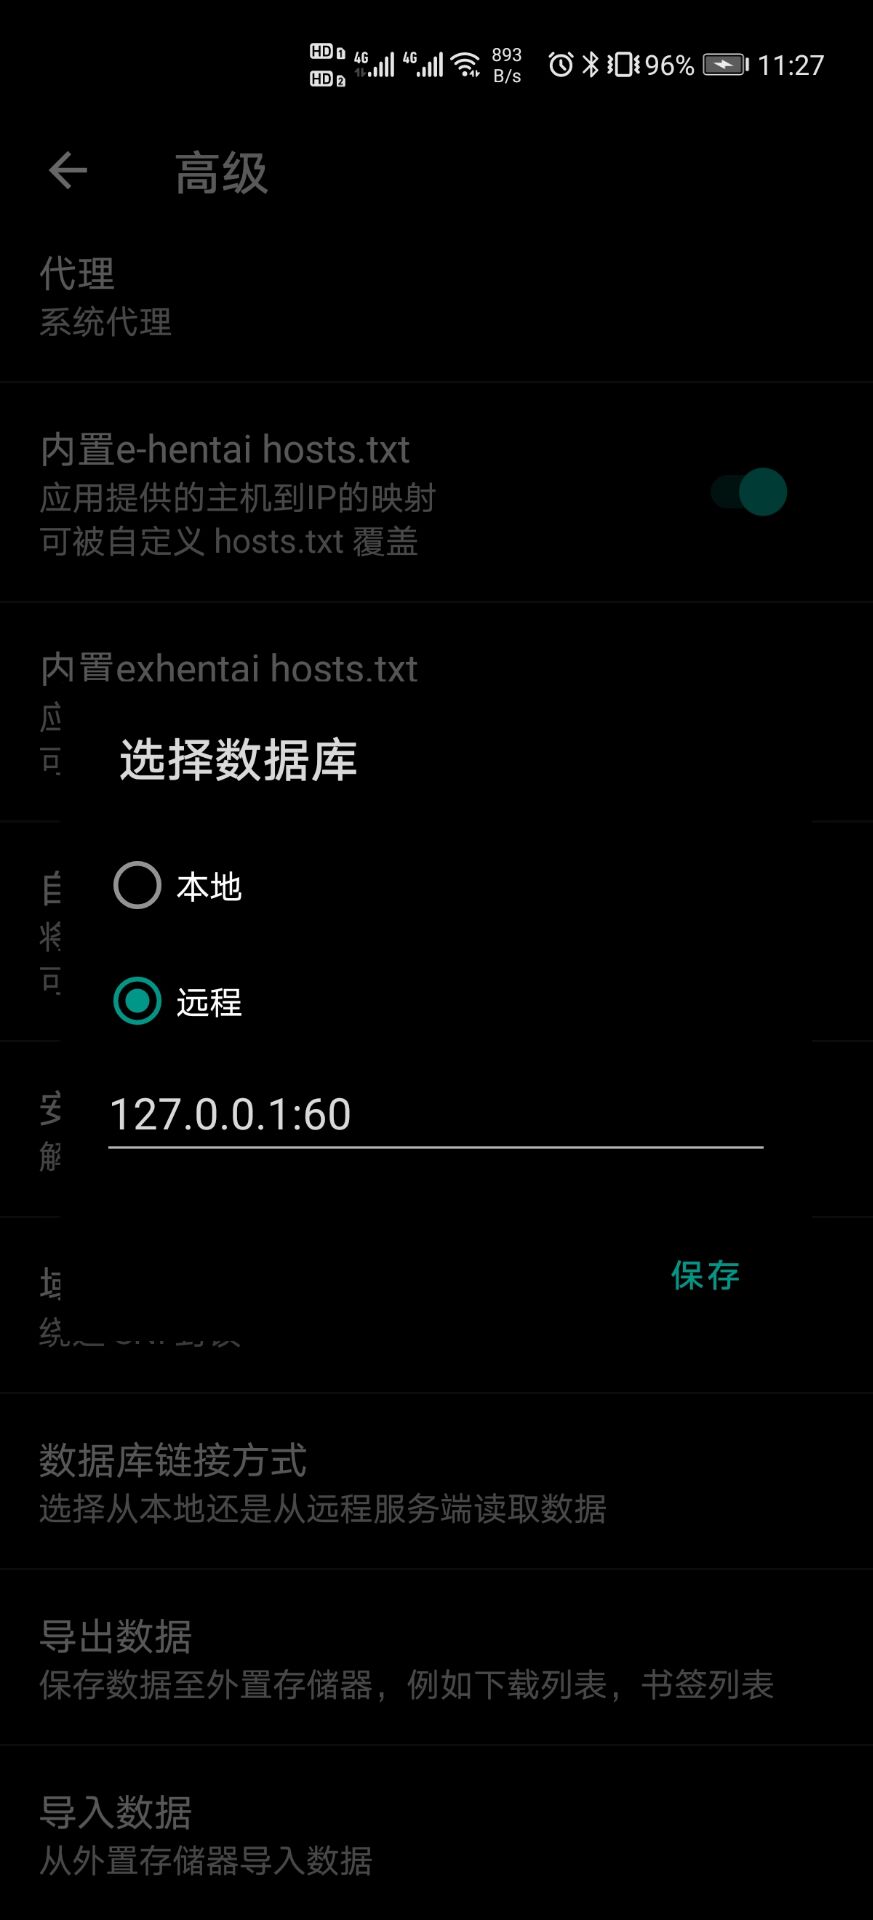 HD 1 4G 4G 893 96% 11:27
HD 2 B/s
高级
代理
系统代理
内置e-hentai hosts.txt
应用提供的主机到IP的映射
可被自定义 hosts.txt 覆盖
内置exhentai hosts.txt
应
可
选择数据库
自
本地
将
可
远程
127.0.0.1:60
安
解
保存
域
数据库链接方式
选择从本地还是从远程服务端读取数据
导出数据
保存数据至外置存储器，例如下载列表，书签列表
导入数据
从外置存储器导入数据